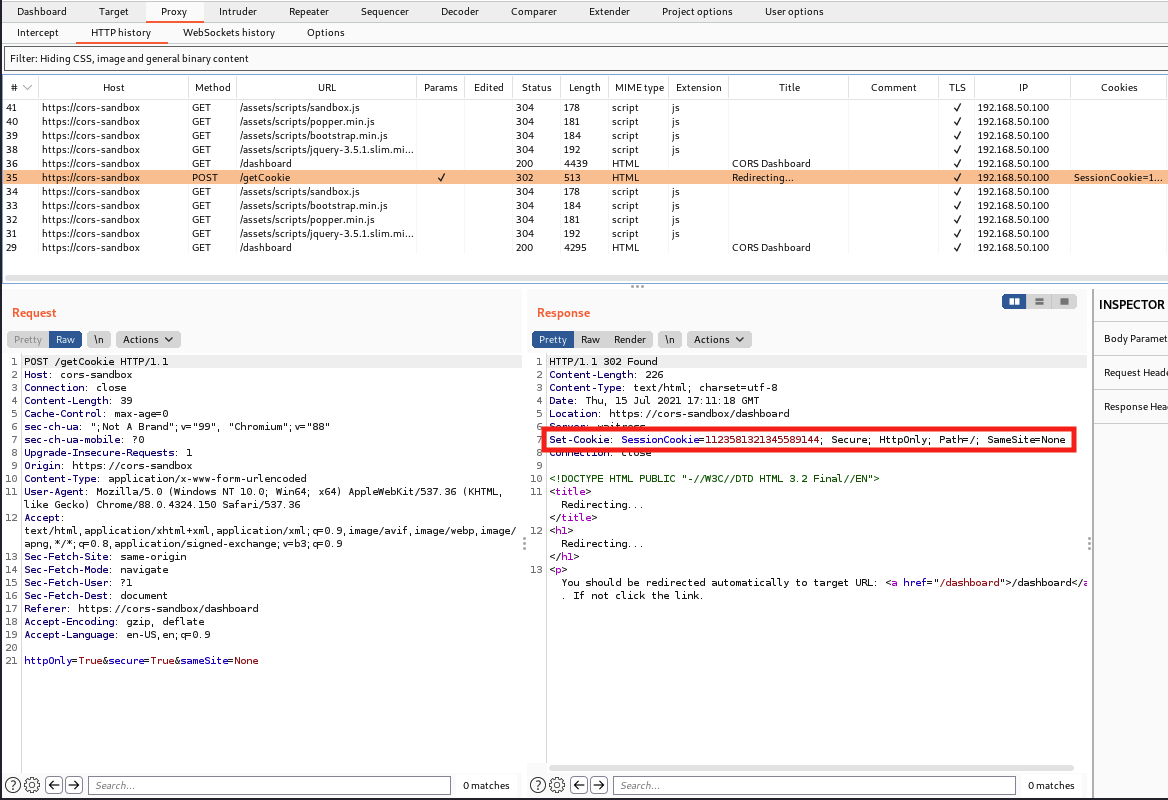 Dashboard Target Proxy Intruder Repeater Sequencer Decoder Comparer Extender Project options User options
Intercept HTTP history WebSockets history Options
Filter: Hiding CSS, image and general binary content
# Host Method URL Params Edited Status Length MIME type Extension Title Comment TLS IP Cookies
41 https://cors-sandbox GET /assets/scripts/sandbox.js 304 178 script js ✓ 192.168.50.100
40 https://cors-sandbox GET /assets/scripts/popper.min.js 304 181 script js ✓ 192.168.50.100
39 https://cors-sandbox GET /assets/scripts/bootstrap.min.js 304 184 script js ✓ 192.168.50.100
38 https://cors-sandbox GET /assets/scripts/jquery-3.5.1.slim.mi... 304 192 script js ✓ 192.168.50.100
36 https://cors-sandbox GET /dashboard 200 4439 HTML CORS Dashboard ✓ 192.168.50.100
35 https://cors-sandbox POST /getCookie ✓ 302 513 HTML Redirecting... ✓ 192.168.50.100 SessionCookie=1...
34 https://cors-sandbox GET /assets/scripts/sandbox.js 304 178 script js ✓ 192.168.50.100
33 https://cors-sandbox GET /assets/scripts/bootstrap.min.js 304 184 script js ✓ 192.168.50.100
32 https://cors-sandbox GET /assets/scripts/popper.min.js 304 181 script js ✓ 192.168.50.100
31 https://cors-sandbox GET /assets/scripts/jquery-3.5.1.slim.mi... 304 192 script js ✓ 192.168.50.100
29 https://cors-sandbox GET /dashboard 200 4295 HTML CORS Dashboard ✓ 192.168.50.100
Request
Pretty Raw \n Actions
1 POST /getCookie HTTP/1.1
2 Host: cors-sandbox
3 Connection: close
4 Content-Length: 39
5 Cache-Control: max-age=0
6 sec-ch-ua: ";Not A Brand";v="99", "Chromium";v="88"
7 sec-ch-ua-mobile: ?0
8 Upgrade-Insecure-Requests: 1
9 Origin: https://cors-sandbox
10 Content-Type: application/x-www-form-urlencoded
11 User-Agent: Mozilla/5.0 (Windows NT 10.0; Win64; x64) AppleWebKit/537.36 (KHTML,
like Gecko) Chrome/88.0.4324.150 Safari/537.36
12 Accept:
text/html,application/xhtml+xml,application/xml;q=0.9,image/avif,image/webp,image/
apng,*/*;q=0.8,application/signed-exchange;v=b3;q=0.9
13 Sec-Fetch-Site: same-origin
14 Sec-Fetch-Mode: navigate
15 Sec-Fetch-User: ?1
16 Sec-Fetch-Dest: document
17 Referer: https://cors-sandbox/dashboard
18 Accept-Encoding: gzip, deflate
19 Accept-Language: en-US,en;q=0.9
20
21 httpOnly=True&secure=True&sameSite=None
Response
Pretty Raw Render \n Actions
1 HTTP/1.1 302 Found
2 Content-Length: 226
3 Content-Type: text/html; charset=utf-8
4 Date: Thu, 15 Jul 2021 17:11:18 GMT
5 Location: https://cors-sandbox/dashboard
6 Server: waitress
7 Set-Cookie: SessionCookie=1123581321345589144; Secure; HttpOnly; Path=/; SameSite=None
8 Connection: close
9
10 <!DOCTYPE HTML PUBLIC "-//W3C//DTD HTML 3.2 Final//EN">
11 <title>
Redirecting...
</title>
12 <h1>
Redirecting...
</h1>
13 <p>
You should be redirected automatically to target URL: <a href="/dashboard">/dashboard</a
. If not click the link.
INSPECTOR
Body Paramet
Request Heade
Response Hea
? Search... 0 matches
? Search... 0 matches